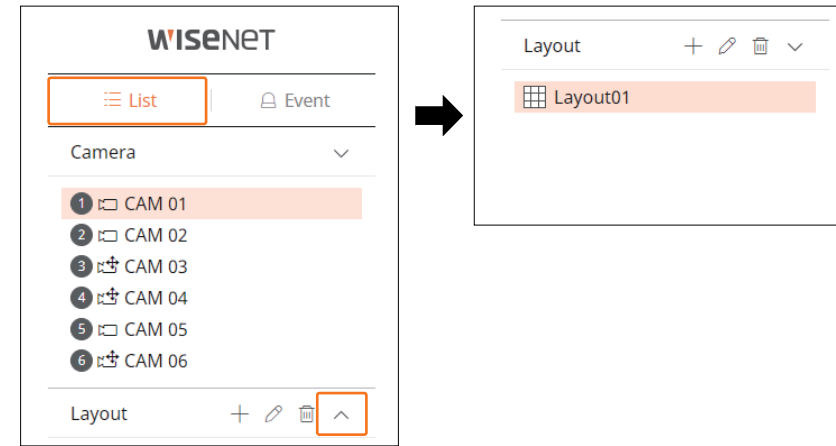 WISENET
List Event
Camera
1 CAM 01
2 CAM 02
3 CAM 03
4 CAM 04
5 CAM 05
6 CAM 06
Layout
Layout
Layout01